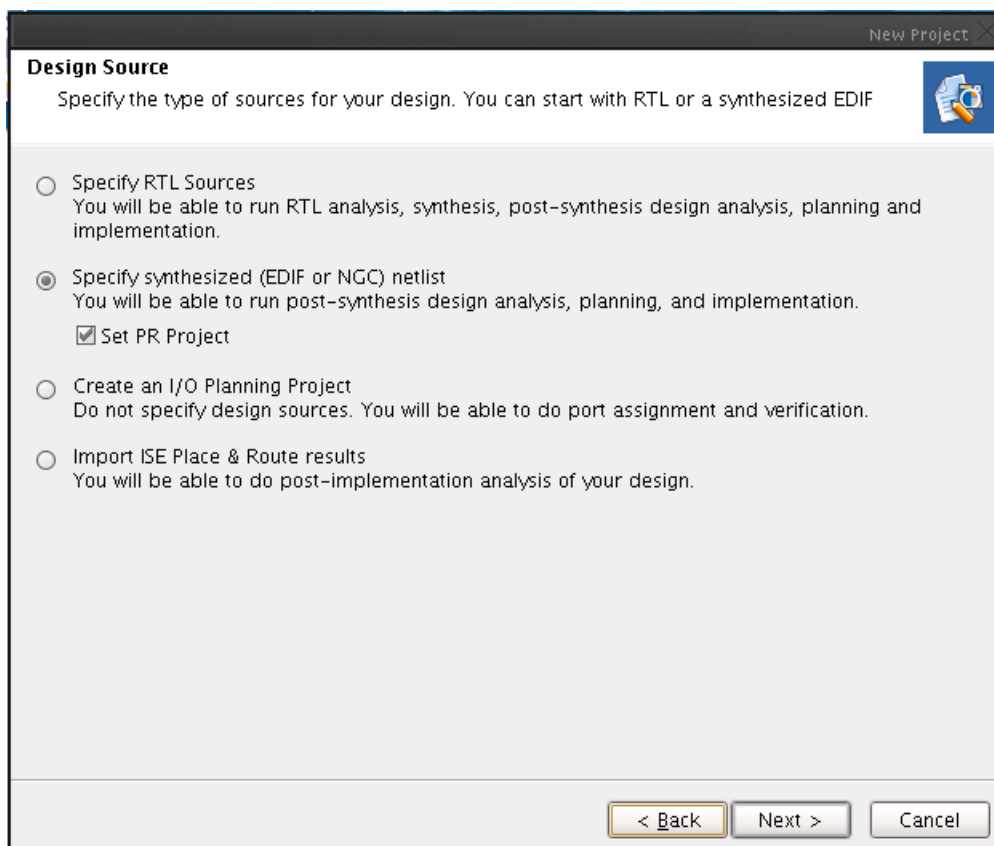 New Project
Design Source
Specify the type of sources for your design. You can start with RTL or a synthesized EDIF
Specify RTL Sources
You will be able to run RTL analysis, synthesis, post-synthesis design analysis, planning and
implementation.
Specify synthesized (EDIF or NGC) netlist
You will be able to run post-synthesis design analysis, planning, and implementation.
Set PR Project
Create an I/O Planning Project
Do not specify design sources. You will be able to do port assignment and verification.
Import ISE Place & Route results
You will be able to do post-implementation analysis of your design.
< Back Next > Cancel